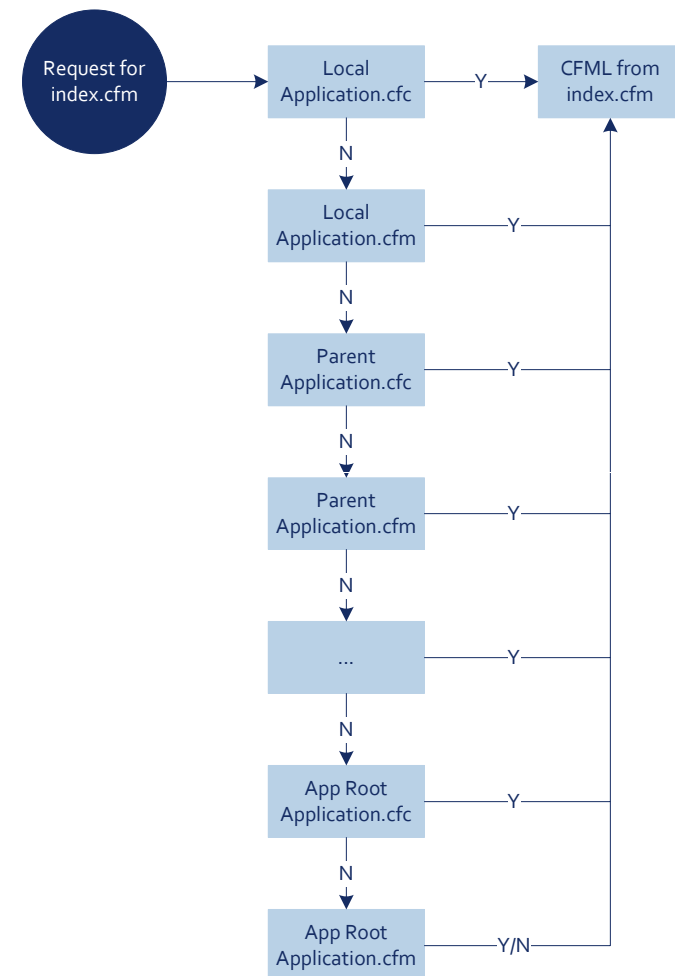 Request for
index.cfm
Local
Application.cfc
Y
CFML from
index.cfm
N
Local
Application.cfm
Y
N
Parent
Application.cfc
Y
N
Parent
Application.cfm
Y
N
...
Y
N
App Root
Application.cfc
Y
N
App Root
Application.cfm
Y/N